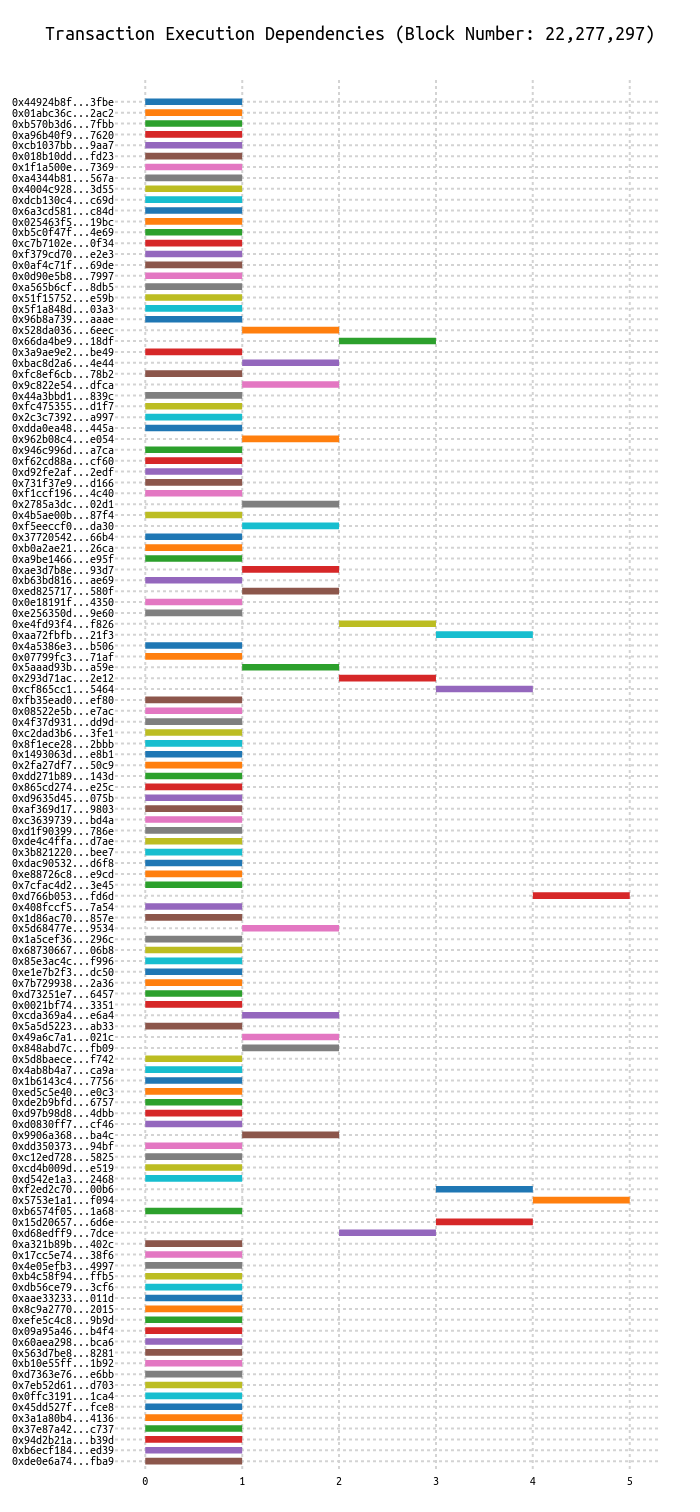 Transaction Execution Dependencies (Block Number: 22,277,297)
0x44924b8f...3fbe
0x01abc36c...2ac2
0xb570b3d6...7fbb
0xa96b40f9...7620
0xcb1037bb...9aa7
0x018b10dd...fd23
0x1f1a500e...7369
0xa4344b81...567a
0x4004c928...3d55
0xdcb130c4...c69d
0x6a3cd581...c84d
0x025463f5...19bc
0xb5c0f47f...4e69
0xc7b7102e...0f34
0xf379cd70...e2e3
0x0af4c71f...69de
0x0d90e5b8...7997
0xa565b6cf...8db5
0x51f15752...e59b
0x5f1a848d...03a3
0x96b8a739...aaae
0x528da036...6eec
0x66da4be9...18df
0x3a9ae9e2...be49
0xbac8d2a6...4e44
0xfc8ef6cb...78b2
0x9c822e54...dfca
0x44a3bbd1...839c
0xfc475355...d1f7
0x2c3c7392...a997
0xdda0ea48...445a
0x962b08c4...e054
0x946c996d...a7ca
0xf62cd88a...cf60
0xd92fe2af...2edf
0x731f37e9...d166
0xf1ccf196...4c40
0x2785a3dc...02d1
0x4b5ae00b...87f4
0xf5eeccf0...da30
0x37720542...66b4
0xb0a2ae21...26ca
0xa9be1466...e95f
0xae3d7b8e...93d7
0xb63bd816...ae69
0xed825717...580f
0x0e18191f...4350
0xe256350d...9e60
0xe4fd93f4...f826
0xaa72fbfb...21f3
0x4a5386e3...b506
0x07799fc3...71af
0x5aaad93b...a59e
0x293d71ac...2e12
0xcf865cc1...5464
0xfb35ead0...ef80
0x08522e5b...e7ac
0x4f37d931...dd9d
0xc2dad3b6...3fe1
0x8f1ece28...2bbb
0x1493063d...e8b1
0x2fa27df7...50c9
0xdd271b89...143d
0x865cd274...e25c
0xd9635d45...075b
0xaf369d17...9803
0xc3639739...bd4a
0xd1f90399...786e
0xde4c4ffa...d7ae
0x3b821220...bee7
0xdac90532...d6f8
0xe88726c8...e9cd
0x7cfac4d2...3e45
0xd766b053...fd6d
0x408fccf5...7a54
0x1d86ac70...857e
0x5d68477e...9534
0x1a5cef36...296c
0x68730667...06b8
0x85e3ac4c...f996
0xe1e7b2f3...dc50
0x7b729938...2a36
0xd73251e7...6457
0x0021bf74...3351
0xcda369a4...e6a4
0x5a5d5223...ab33
0x49a6c7a1...021c
0x848abd7c...fb09
0x5d8baece...f742
0x4ab8b4a7...ca9a
0x1b6143c4...7756
0xed5c5e40...e0c3
0xde2b9bfd...6757
0xd97b98d8...4dbb
0xd0830ff7...cf46
0x9906a368...ba4c
0xdd350373...94bf
0xc12ed728...5825
0xcd4b009d...e519
0xd542e1a3...2468
0xf2ed2c70...00b6
0x5753e1a1...f094
0xb6574f05...1a68
0x15d20657...6d6e
0xd68edff9...7dce
0xa321b89b...402c
0x17cc5e74...38f6
0x4e05efb3...4997
0xb4c58f94...ffb5
0xdb56ce79...3cf6
0xaae33233...011d
0x8c9a2770...2015
0xefe5c4c8...9b9d
0x09a95a46...b4f4
0x60aea298...bca6
0x563d7be8...8281
0xb10e55ff...1b92
0xd7363e76...e6bb
0x7eb52d61...d703
0x0ffc3191...1ca4
0x45dd527f...fce8
0x3a1a80b4...4136
0x37e87a42...c737
0x94d2b21a...b39d
0xb6ecf184...ed39
0xde0e6a74...fba9
0 1 2 3 4 5